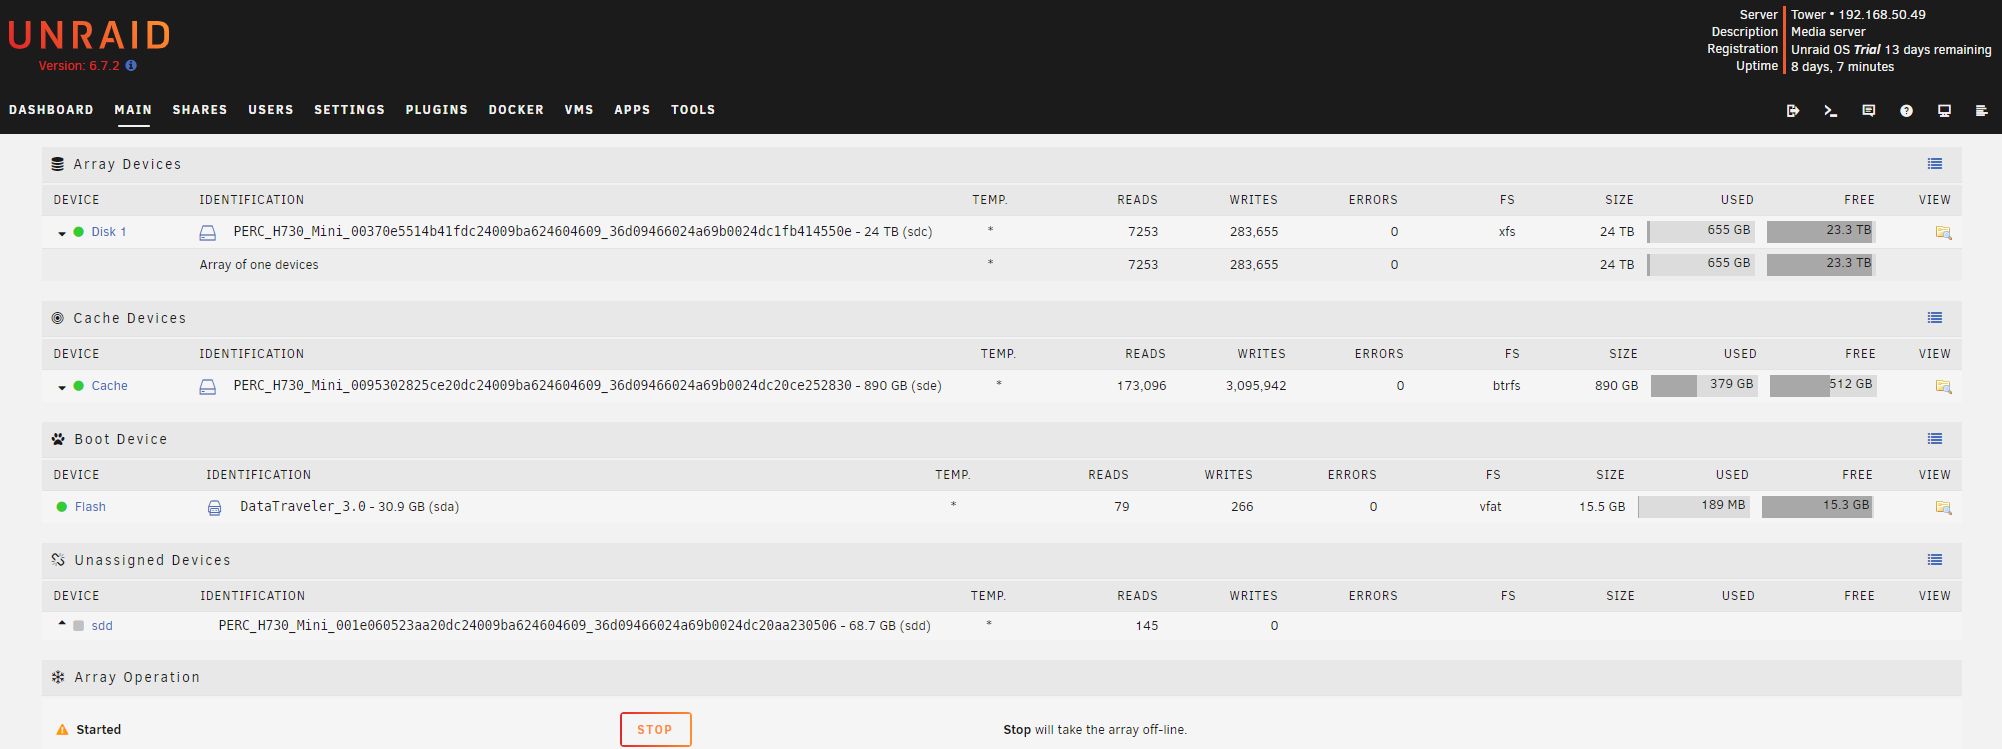 UNRAID
Version: 6.7.2
Server Tower • 192.168.50.49
Description Media server
Registration Unraid OS Trial 13 days remaining
Uptime 8 days, 7 minutes
DASHBOARD MAIN SHARES USERS SETTINGS PLUGINS DOCKER VMS APPS TOOLS
Array Devices
DEVICE IDENTIFICATION TEMP. READS WRITES ERRORS FS SIZE USED FREE VIEW
Disk 1 PERC_H730_Mini_00370e5514b41fdc24009ba624604609_36d09466024a69b0024dc1fb414550e - 24 TB (sdc) * 7253 283,655 0 xfs 24 TB 655 GB 23.3 TB
Array of one devices * 7253 283,655 0 24 TB 655 GB 23.3 TB
Cache Devices
DEVICE IDENTIFICATION TEMP. READS WRITES ERRORS FS SIZE USED FREE VIEW
Cache PERC_H730_Mini_0095302825ce20dc24009ba624604609_36d09466024a69b0024dc20ce252830 - 890 GB (sde) * 173,096 3,095,942 0 btrfs 890 GB 379 GB 512 GB
Boot Device
DEVICE IDENTIFICATION TEMP. READS WRITES ERRORS FS SIZE USED FREE VIEW
Flash DataTraveler_3.0 - 30.9 GB (sda) * 79 266 0 vfat 15.5 GB 189 MB 15.3 GB
Unassigned Devices
DEVICE IDENTIFICATION TEMP. READS WRITES ERRORS FS SIZE USED FREE VIEW
sdd PERC_H730_Mini_001e060523aa20dc24009ba624604609_36d09466024a69b0024dc20aa230506 - 68.7 GB (sdd) * 145 0
Array Operation
Started STOP Stop will take the array off-line.